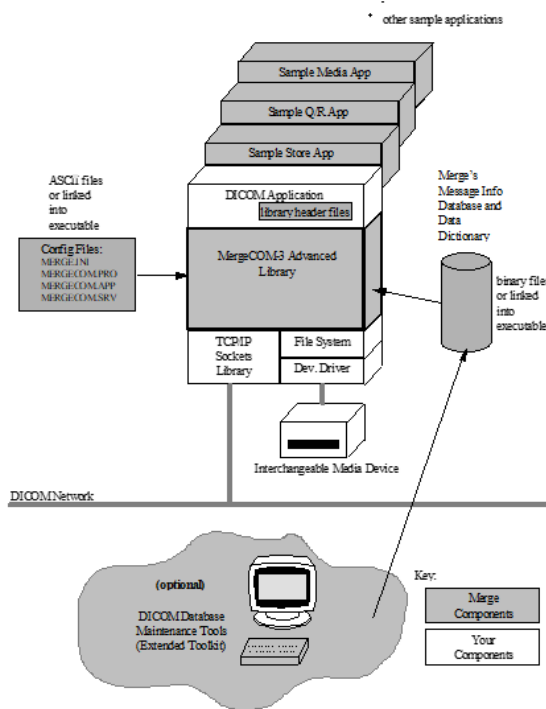 * other sample applications
Sample Media App
Sample Q/R App
Sample Store App
ASCii files
or linked
into
executable
Config Files:
MERGE.INI
MERGECOM.PRO
MERGECOM.APP
MERGECOM.SRV
DICOM Application
library header files
MergeCOM-3 Advanced
Library
TCP/IP
Sockets
Library
File System
Dev. Driver
Interchangeable Media Device
Merge's
Message Info
Database and
Data
Dictionary
binary files
or linked
into
executable
DICOM Network
(optional)
DICOM Database
Maintenance Tools
(Extended Toolkit)
Key:
Merge
Components
Your
Components